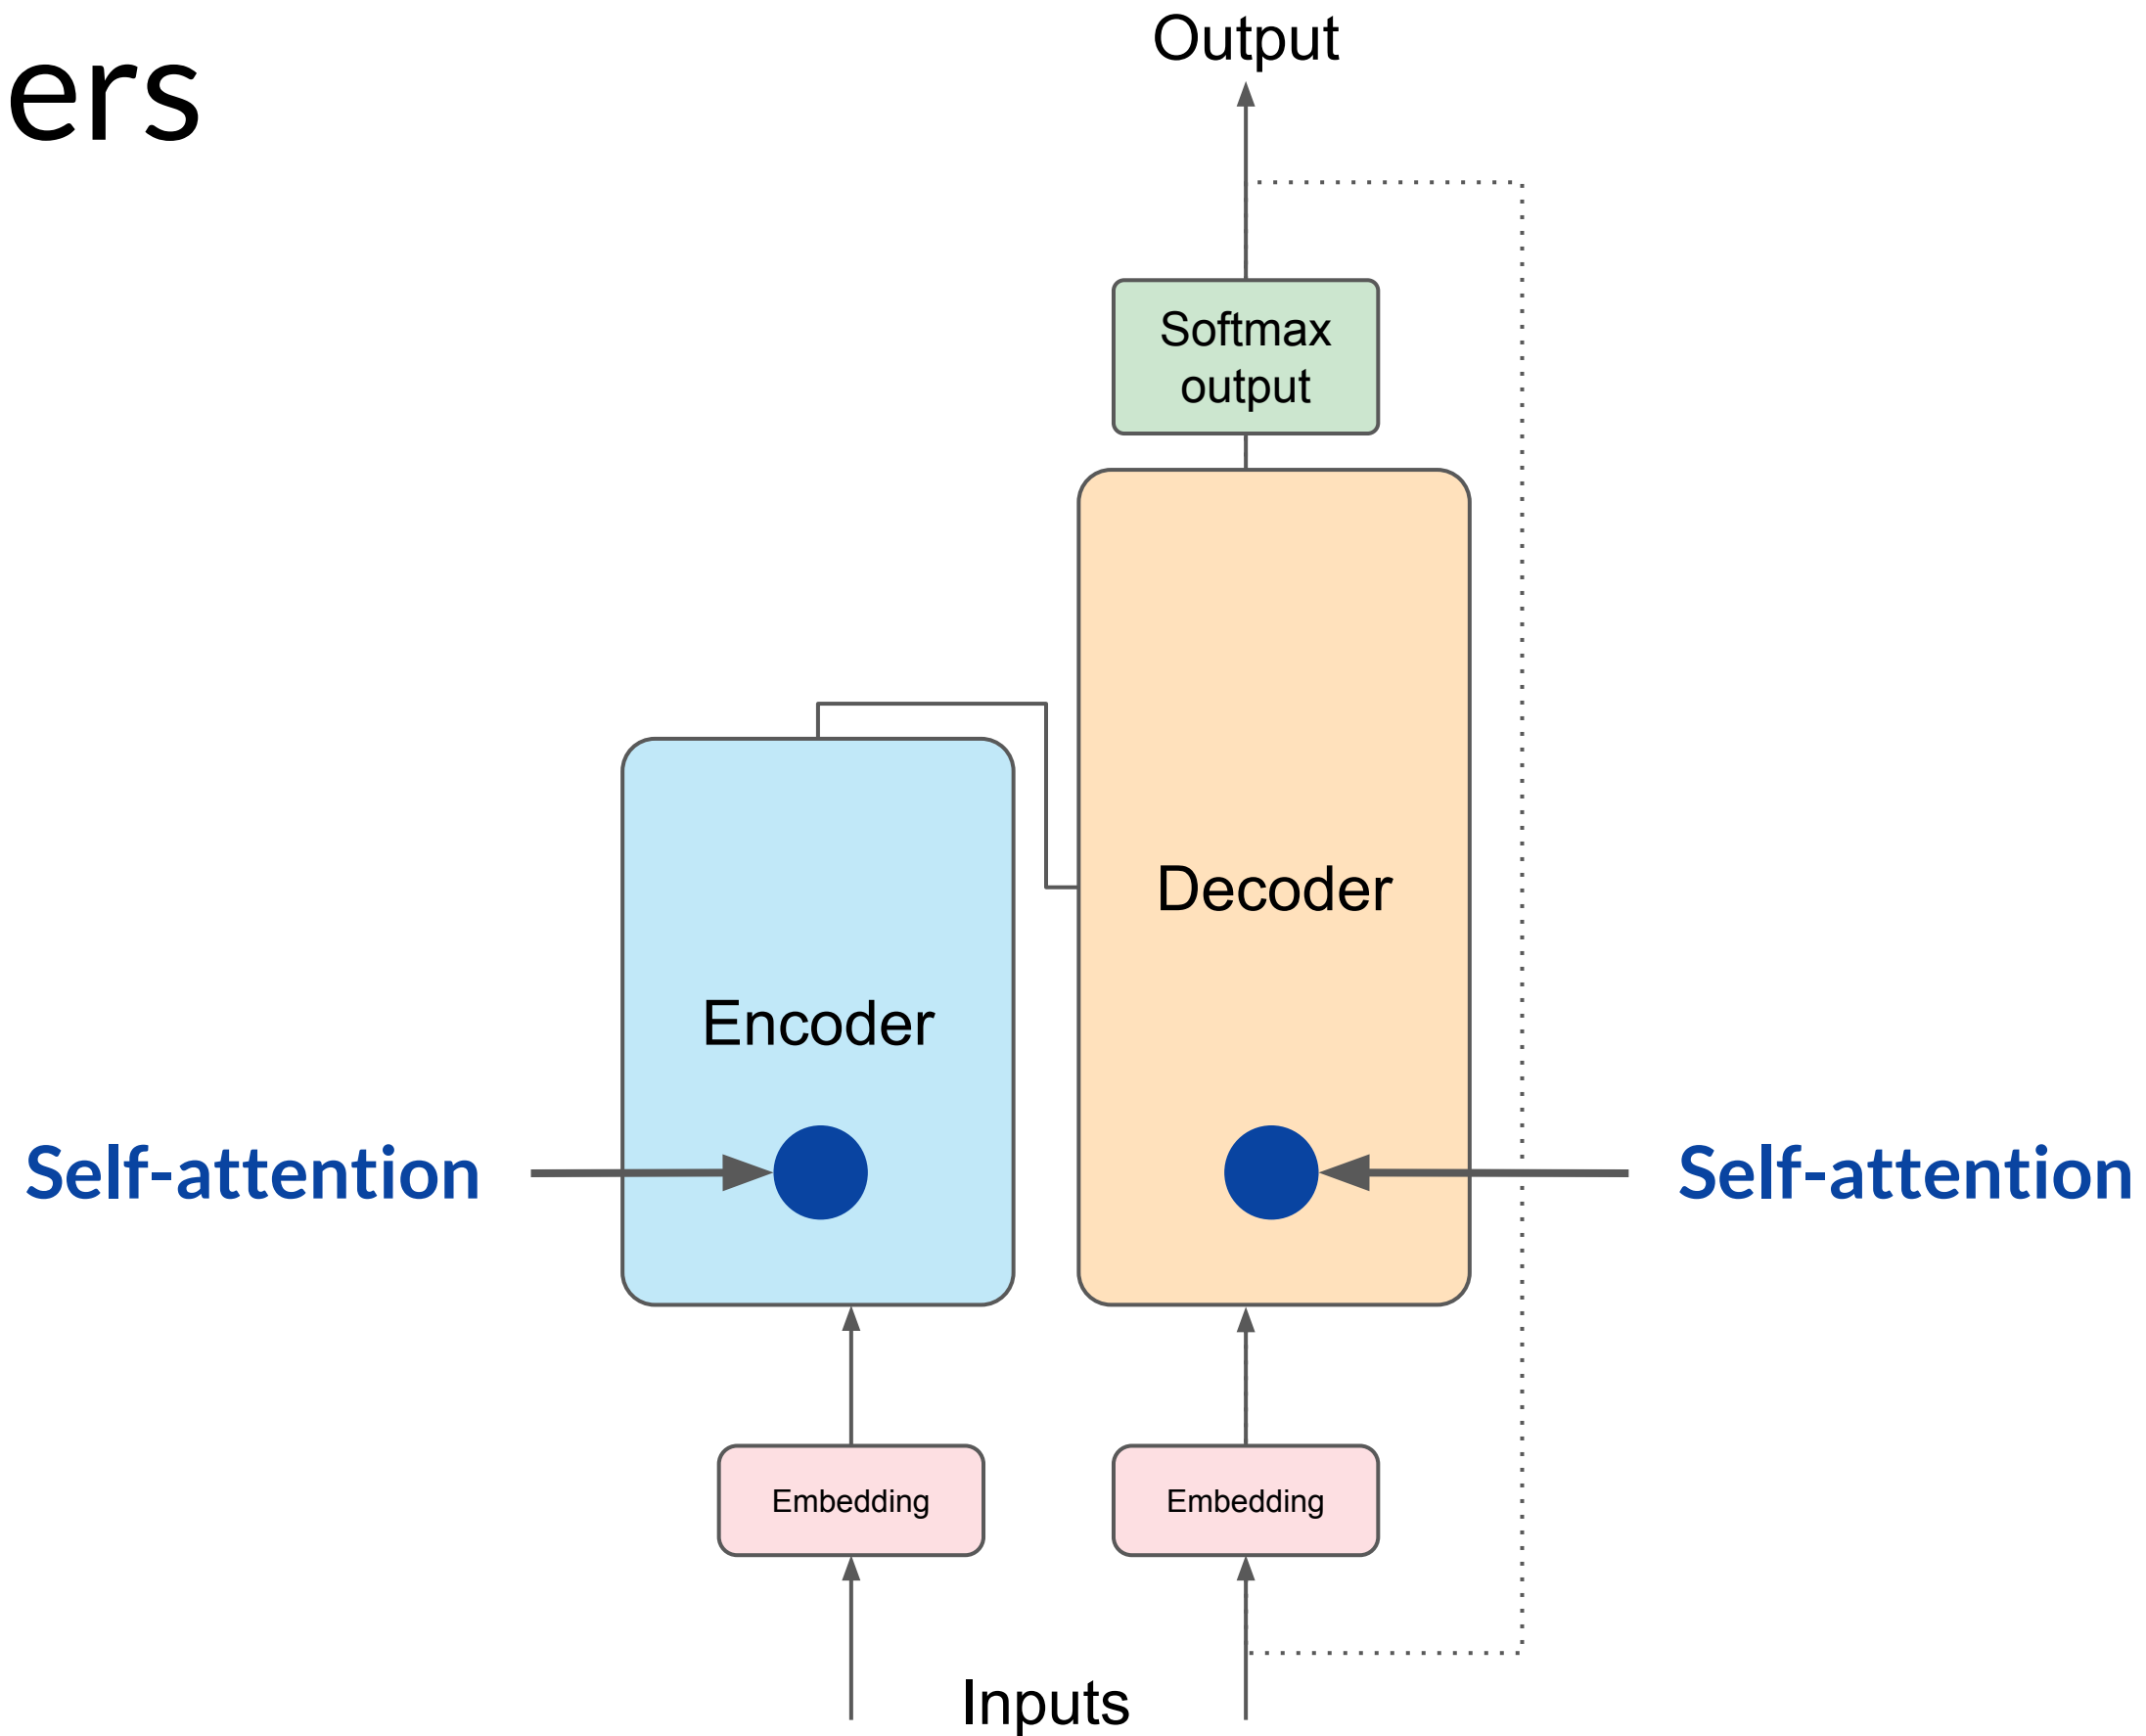 ers
Output
Softmax
output
Decoder
Encoder
Self-attention
Self-attention
Embedding
Embedding
Inputs